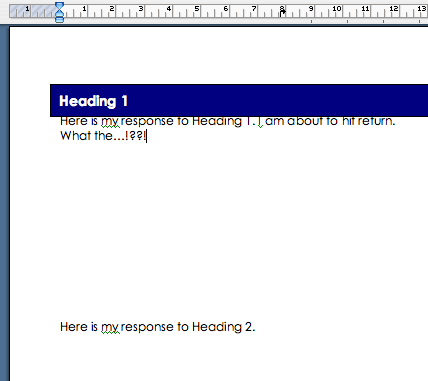 1 1 2 3 4 5 6 7 8 9 10 11 12 13
Heading 1
Here is my response to Heading 1. I am about to hit return.
What the...!??!
Here is my response to Heading 2.